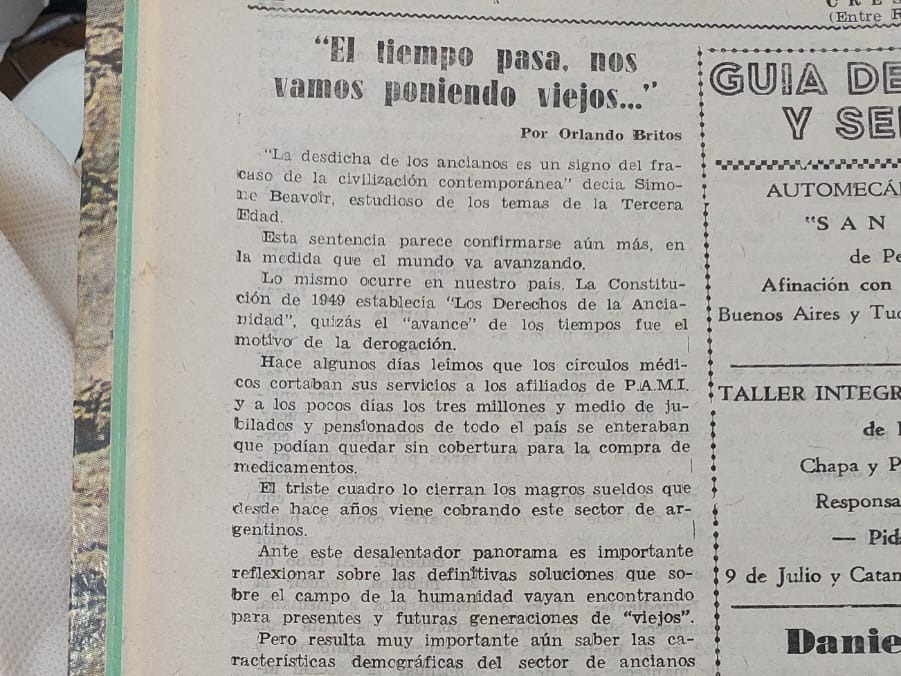 (Entre
"El tiempo pasa, nos
vamos poniendo viejos..."
Por Orlando Britos
"La desdicha de los ancianos es un signo del fra-
caso de la civilización contemporánea" decía Simo-
ne Beavoir, estudioso de los temas de la Tercera
Edad.
Esta sentencia parece confirmarse aún más, en
la medida que el mundo va avanzando.
Lo mismo ocurre en nuestro país. La Constitu-
ción de 1949 establecía "Los Derechos de la Ancia-
nidad", quizás el "avance" de los tiempos fue el
motivo de la derogación.
Hace algunos días leímos que los círculos médi-
cos cortaban sus servicios a los afiliados de P.A.M.I.
y a los pocos días los tres millones y medio de ju-
bilados y pensionados de todo el país se enteraban
que podían quedar sin cobertura para la compra de
medicamentos.
El triste cuadro lo cierran los magros sueldos que
desde hace años viene cobrando este sector de ar-
gentinos.
Ante este desalentador panorama es importante
reflexionar sobre las definitivas soluciones que so-
bre el campo de la humanidad vayan encontrando
para presentes y futuras generaciones de "viejos".
Pero resulta muy importante aún saber las ca-
racterísticas demográficas del sector de ancianos
GUIA DE
Y SE
AUTOMECÁ
"S A N
de Pe
Afinación con
Buenos Aires y Tuc
TALLER INTEGR
de
Chapa y P
Responsa
— Pid
9 de Julio y Catam
Danie